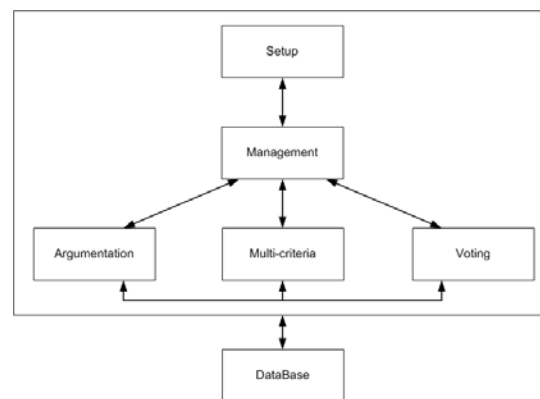 Setup
Management
Argumentation
Multi-criteria
Voting
DataBase